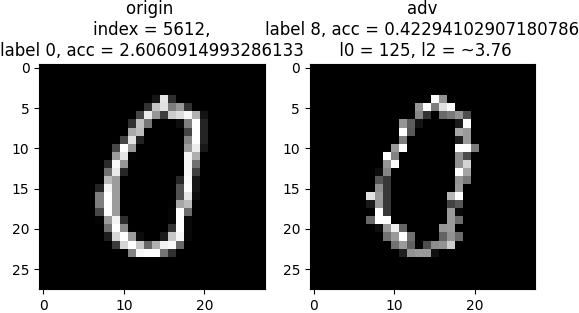 origin
index = 5612,
label 0, acc = 2.6060914993286133
adv
label 8, acc = 0.42294102907180786
l0 = 125, l2 = ~3.76
0
5
10
15
20
25
0 10 20
0
5
10
15
20
25
0 10 20